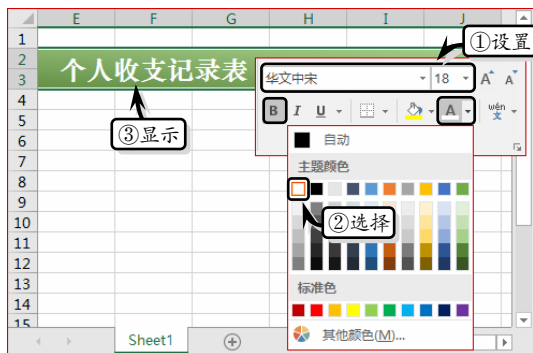 E F G H I J
1
①设置
2
3
个人收支记录表
华文中宋 18 A A
4
B I U A wén 文
5
③显示
6
自动
7
主题颜色
8
9
10
②选择
11
12
13
标准色
14
15
其他颜色(M)...
Sheet1